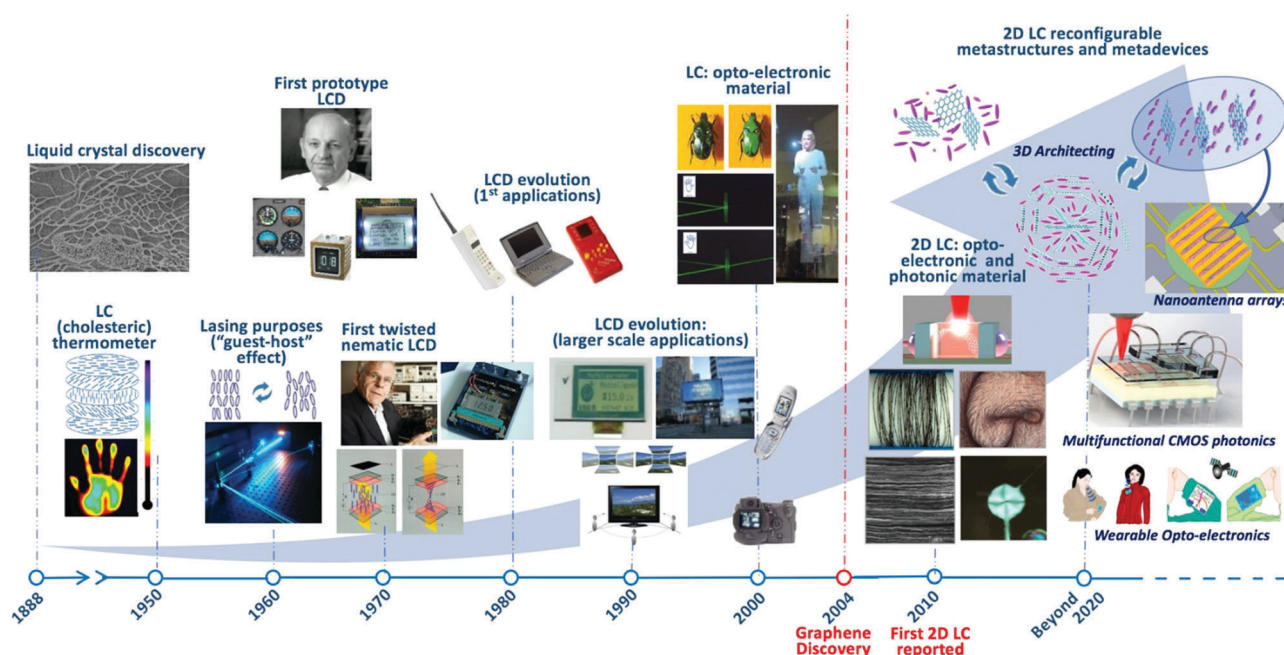 2D LC reconfigurable
metastructures and metadevices
First prototype
LCD
LC: opto-electronic
material
Liquid crystal discovery
LCD evolution
(1st applications)
3D Architecting
2D LC: opto-
electronic and
photonic material
Nanoantenna arrays
LC
(cholesteric)
thermometer
Lasing purposes
("guest-host"
effect)
First twisted
nematic LCD
LCD evolution:
(larger scale applications)
Multifunctional CMOS photonics
Wearable Opto-electronics
1888
1950
1960
1970
1980
1990
2000
2004
2010
Beyond
2020
Graphene
Discovery
First 2D LC
reported